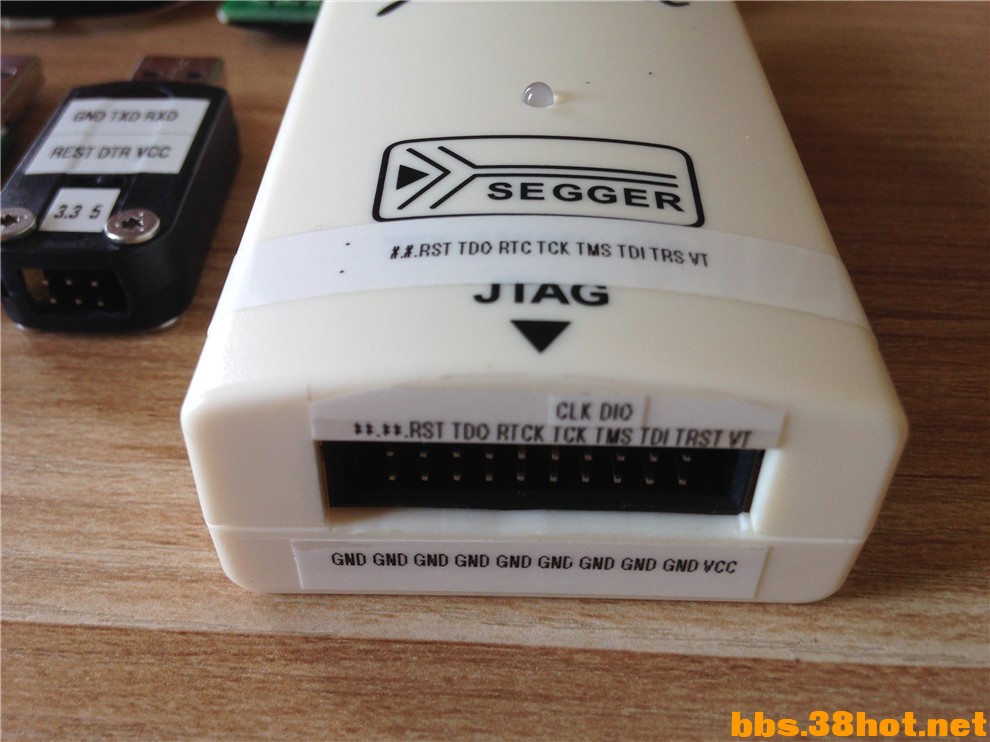 GND TXD RXD
REST DTR VCC
3.3 5
SEGGER
*.*.RST TDO RTC TCK TMS TDI TRS VT
JTAG
CLK DIO
**.**.RST TDO RTCK TCK TMS TDI TRST VT
GND GND GND GND GND GND GND GND GND VCC
bbs.38hot.net